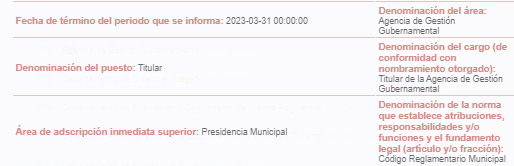 Fecha de término del periodo que se informa: 2023-03-31 00:00:00
Denominación del área:
Agencia de Gestión
Gubernamental
Denominación del puesto: Titular
Denominación del cargo (de
conformidad con
nombramiento otorgado):
Titular de la Agencia de Gestión
Gubernamental
Área de adscripción inmediata superior: Presidencia Municipal
Denominación de la norma
que establece atribuciones,
responsabilidades y/o
funciones y el fundamento
legal (artículo y/o fracción):
Código Reglamentario Municipal